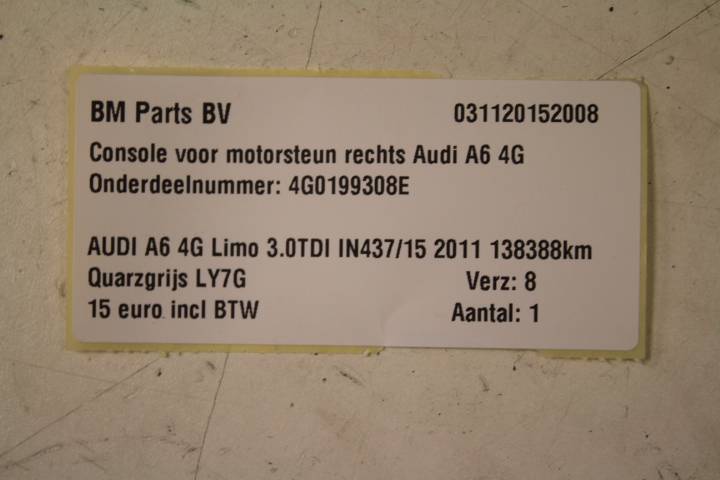 BM Parts BV 031120152008
Console voor motorsteun rechts Audi A6 4G
Onderdeelnummer: 4G0199308E
AUDI A6 4G Limo 3.0TDI IN437/15 2011 138388km
Quarzgrijs LY7G Verz: 8
15 euro incl BTW Aantal: 1